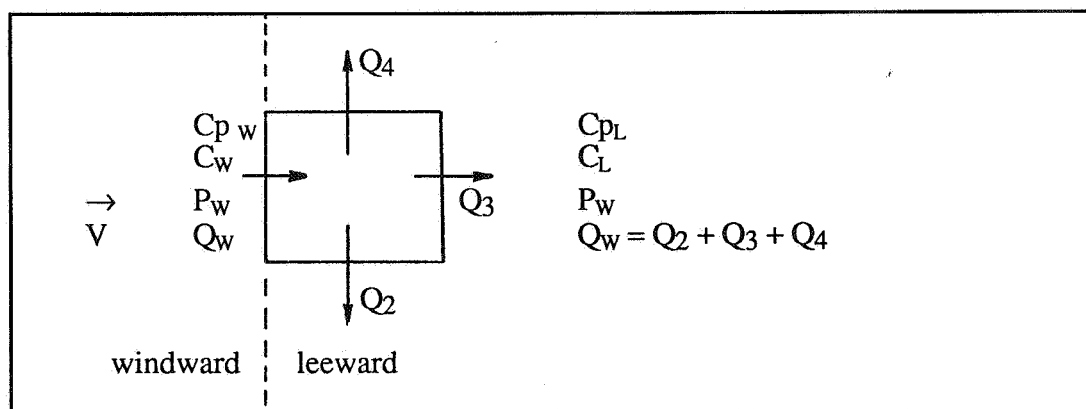 Q4
Cp W
CW
PW
QW
→
V
Q3
CpL
CL
PW
QW = Q2 + Q3 + Q4
Q2
windward
leeward